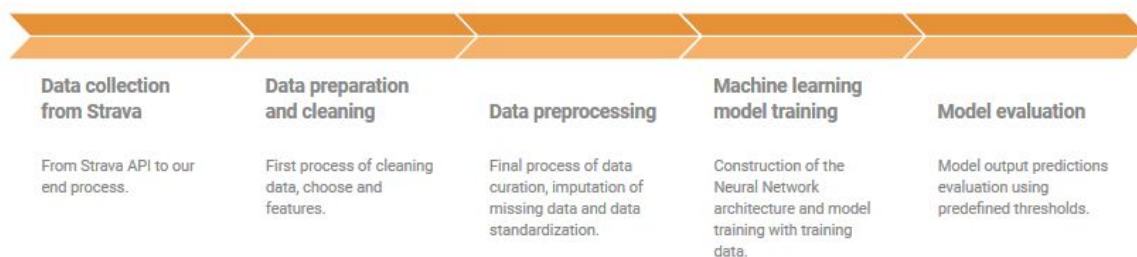 Data collection
from Strava
From Strava API to our
end process.
Data preparation
and cleaning
First process of cleaning
data, choose and
features.
Data preprocessing
Final process of data
curation, imputation of
missing data and data
standardization.
Machine learning
model training
Construction of the
Neural Network
architecture and model
training with training
data.
Model evaluation
Model output predictions
evaluation using
predefined thresholds.